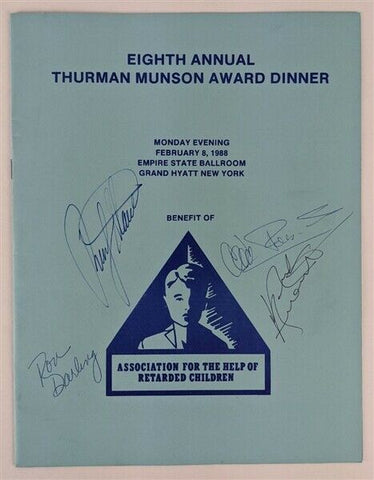 EIGHTH ANNUAL
THURMAN MUNSON AWARD DINNER
MONDAY EVENING
FEBRUARY 8, 1988
EMPIRE STATE BALLROOM
GRAND HYATT NEW YORK
BENEFIT OF
Ron
Darling
ASSOCIATION FOR THE HELP OF
RETARDED CHILDREN